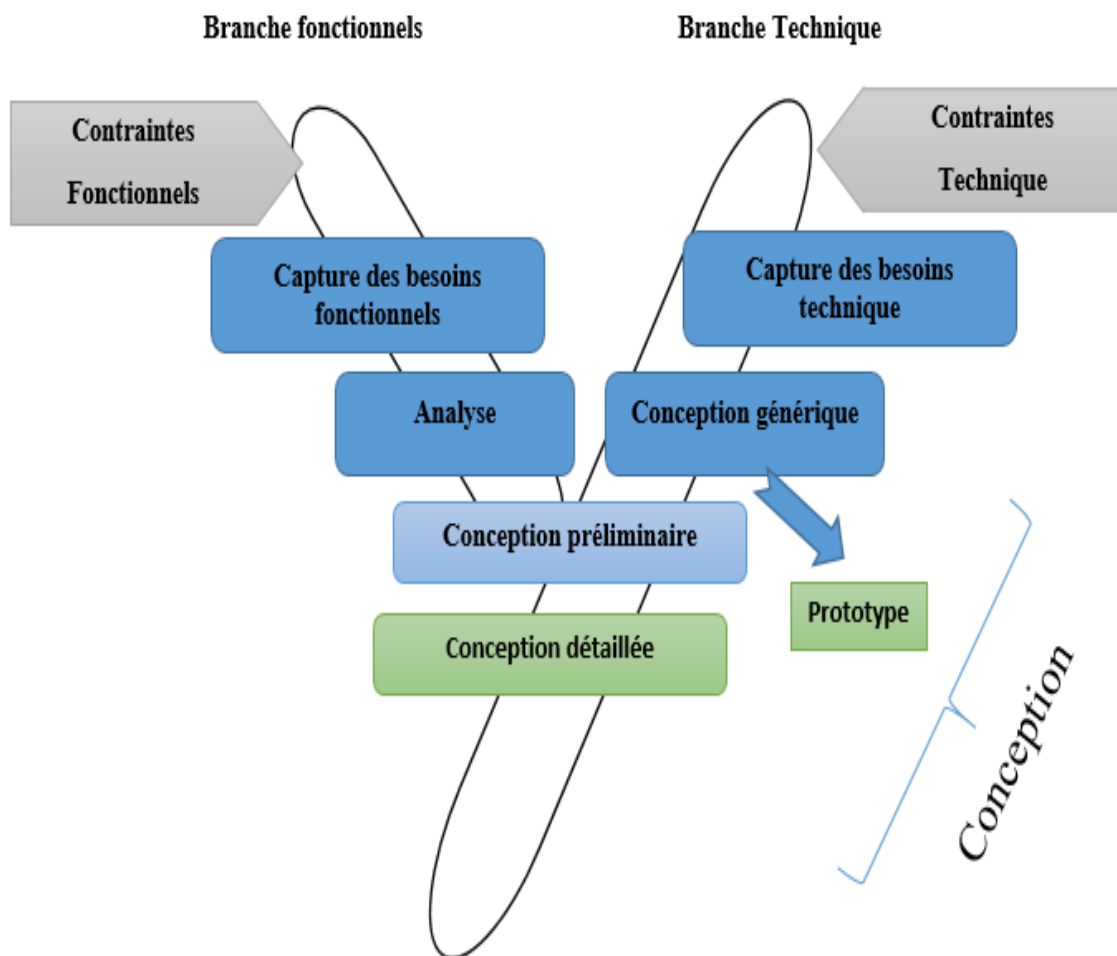 Branche fonctionnels
Branche Technique
Contraintes
Fonctionnels
Contraintes
Technique
Capture des besoins
fonctionnels
Capture des besoins
technique
Analyse
Conception générique
Conception préliminaire
Prototype
Conception détaillée
Conception